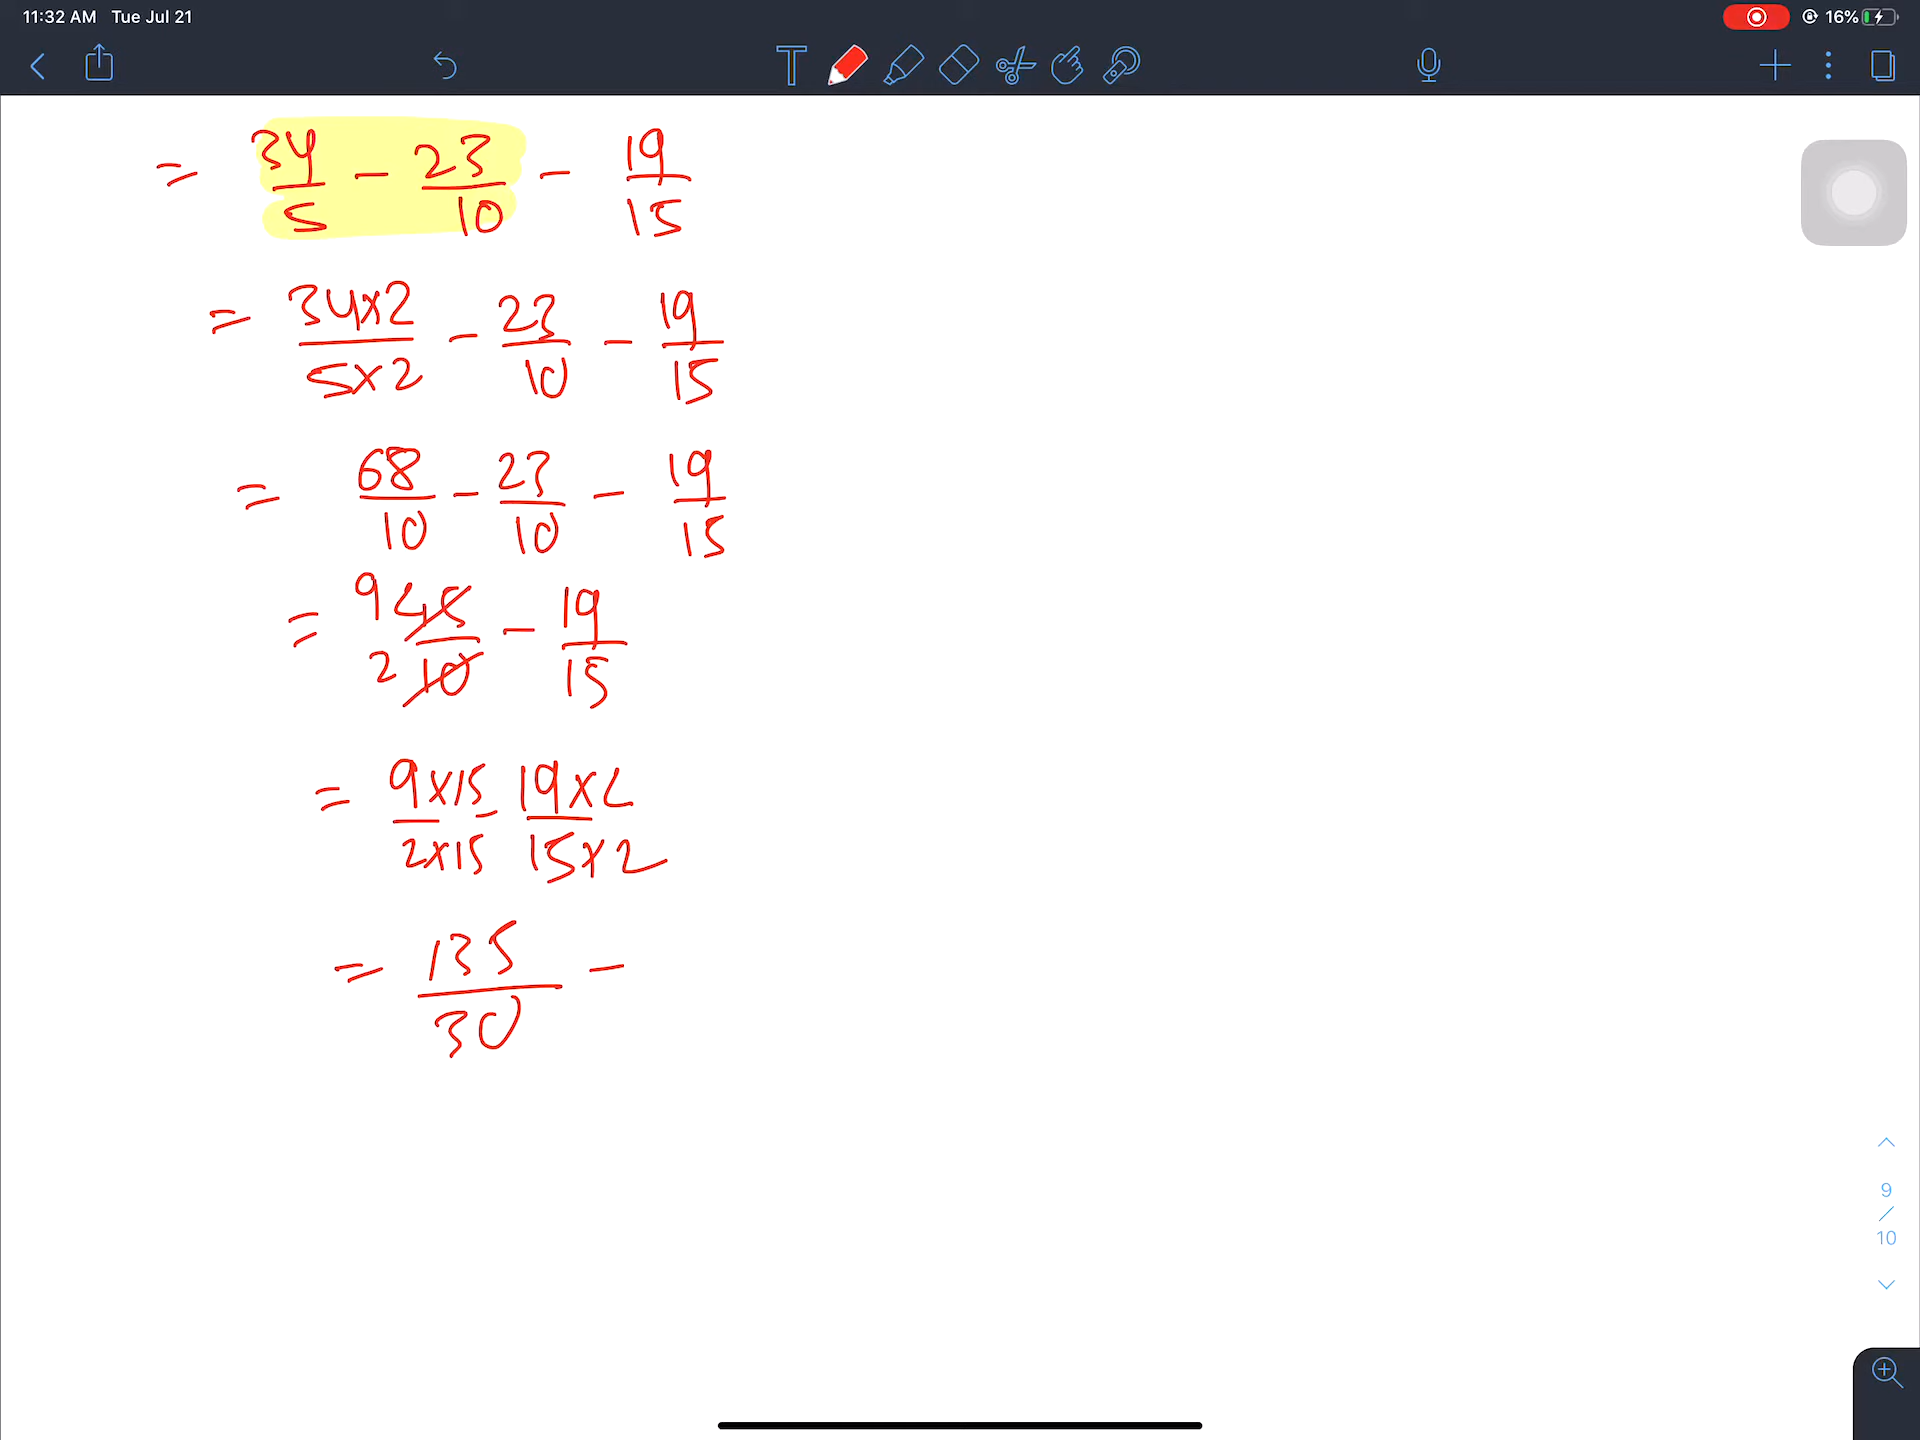 11:32 AM Tue Jul 21 16%
T
= 34/5 - 23/10 - 19/15
= 34x2/5x2 - 23/10 - 19/15
= 68/10 - 23/10 - 19/15
= 9 45/2 10 - 19/15
= 9x15/2x15 - 19x2/15x2
= 135/30 -
9
/
10